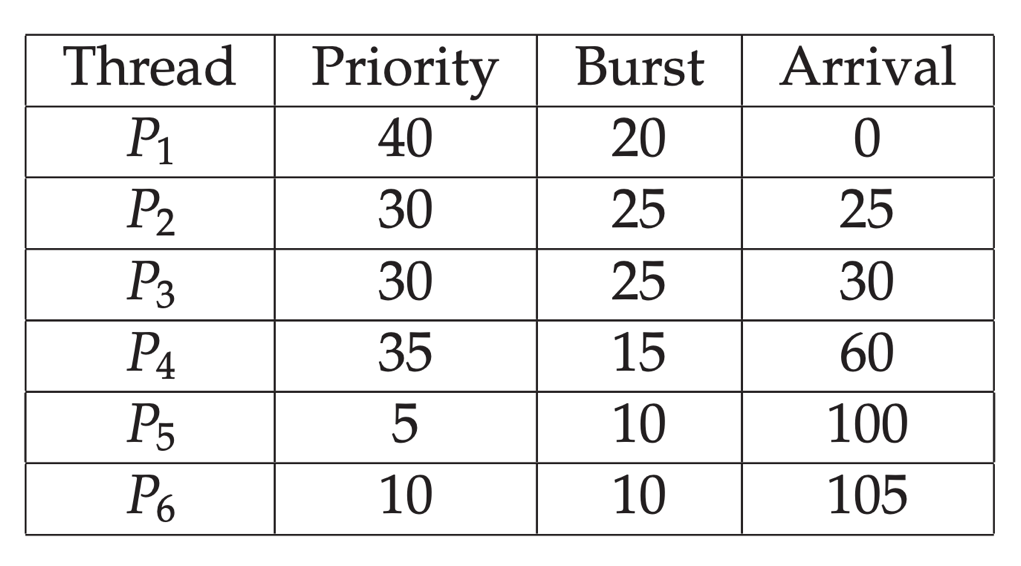 Thread Priority Burst Arrival
P₁ 40 20 0
P₂ 30 25 25
P₃ 30 25 30
P₄ 35 15 60
P₅ 5 10 100
P₆ 10 10 105